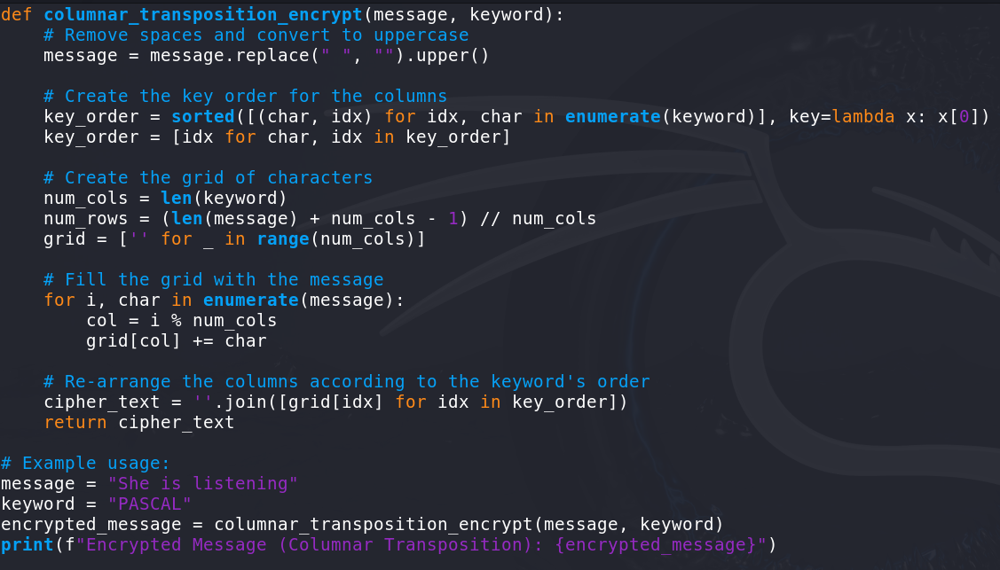 def columnar_transposition_encrypt(message, keyword):
    # Remove spaces and convert to uppercase
    message = message.replace(" ", "").upper()

    # Create the key order for the columns
    key_order = sorted([(char, idx) for idx, char in enumerate(keyword)], key=lambda x: x[0])
    key_order = [idx for char, idx in key_order]

    # Create the grid of characters
    num_cols = len(keyword)
    num_rows = (len(message) + num_cols - 1) // num_cols
    grid = ['' for _ in range(num_cols)]

    # Fill the grid with the message
    for i, char in enumerate(message):
        col = i % num_cols
        grid[col] += char

    # Re-arrange the columns according to the keyword's order
    cipher_text = ''.join([grid[idx] for idx in key_order])
    return cipher_text

# Example usage:
message = "She is listening"
keyword = "PASCAL"
encrypted_message = columnar_transposition_encrypt(message, keyword)
print(f"Encrypted Message (Columnar Transposition): {encrypted_message}")